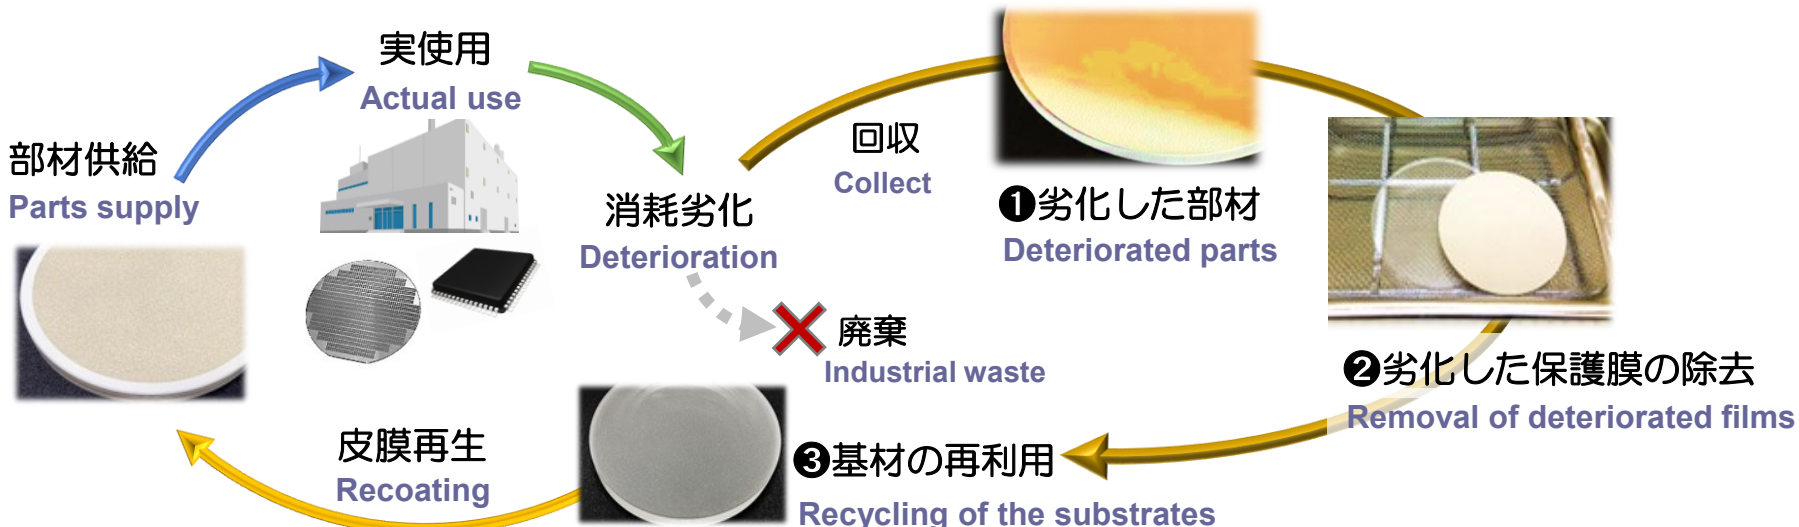 実使用
Actual use
部材供給
Parts supply
消耗劣化
Deterioration
回収
Collect
❶劣化した部材
Deteriorated parts
廃棄
Industrial waste
❷劣化した保護膜の除去
Removal of deteriorated films
❸基材の再利用
Recycling of the substrates
皮膜再生
Recoating